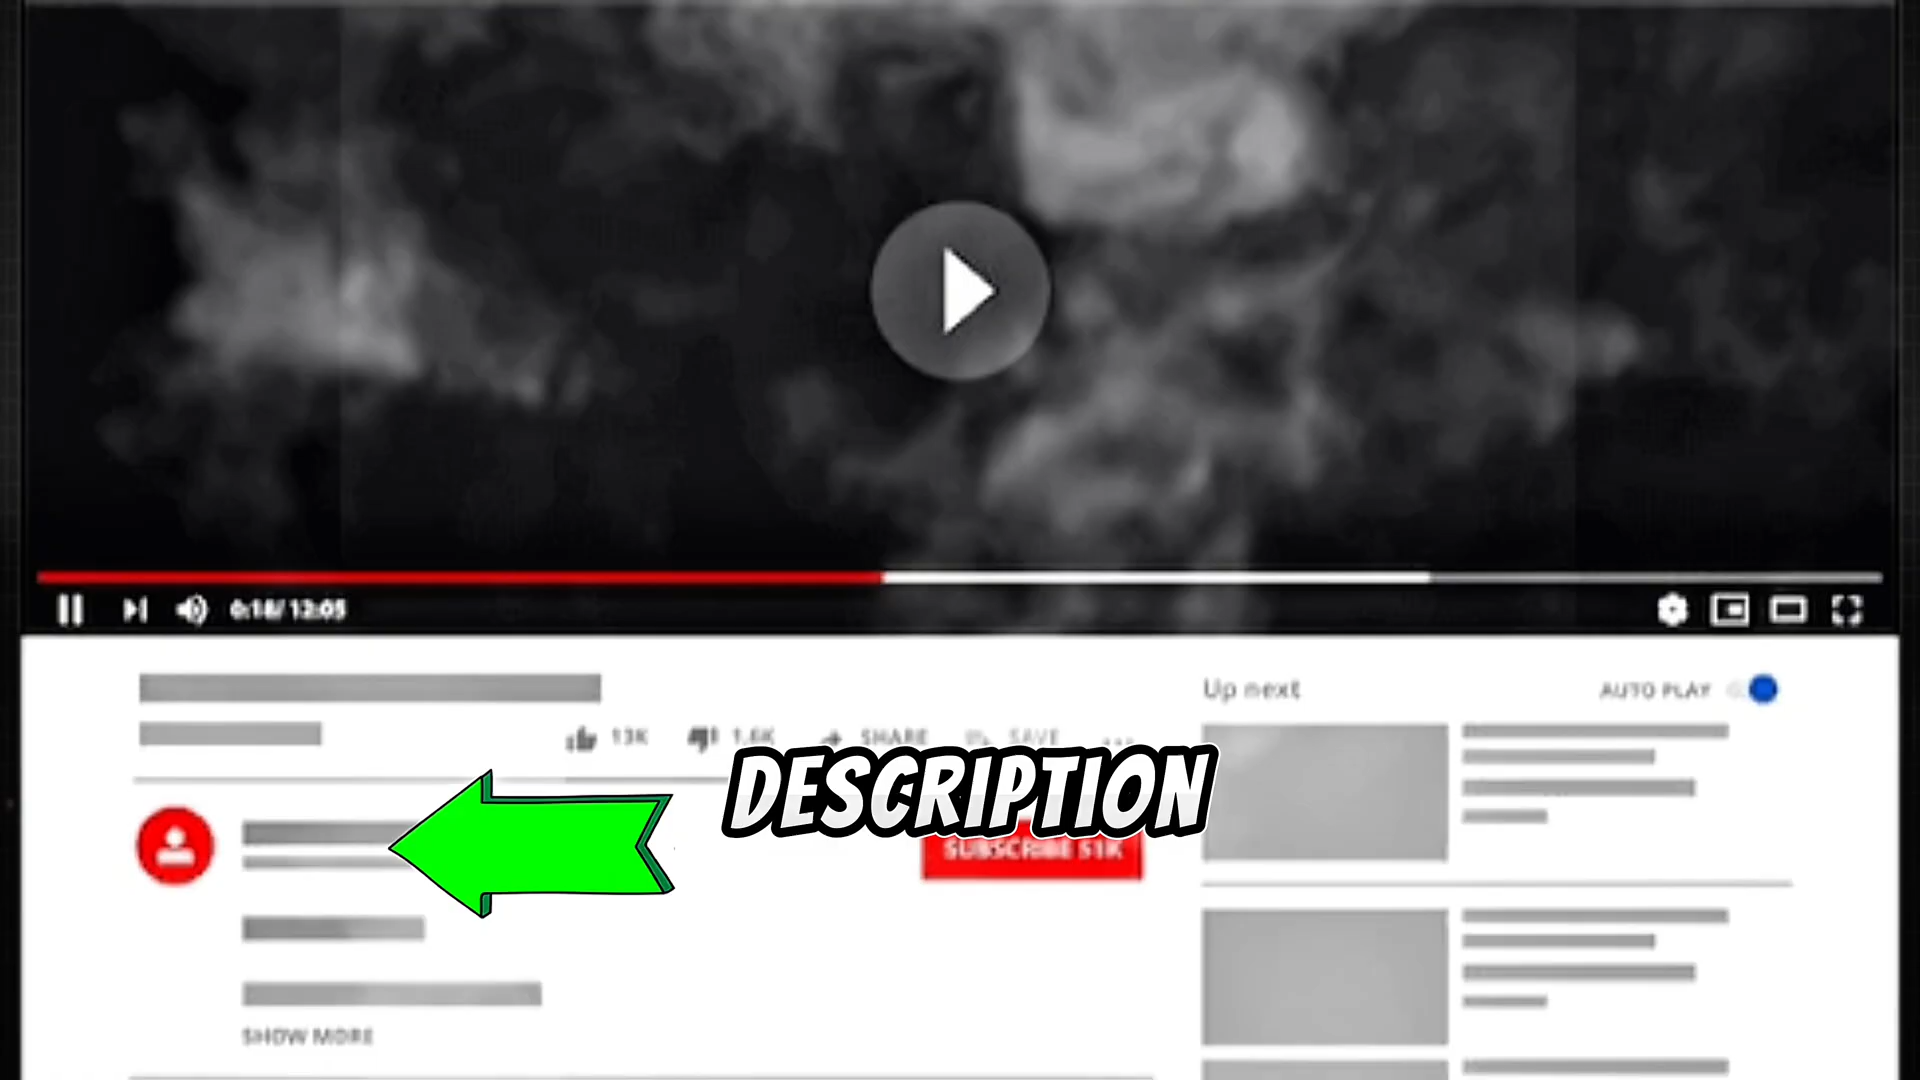 0:18/ 12:05
Up next
AUTO PLAY
13K
1.6K
SHARE
SAVE
DESCRIPTION
SUBSCRIBE 51K
SHOW MORE